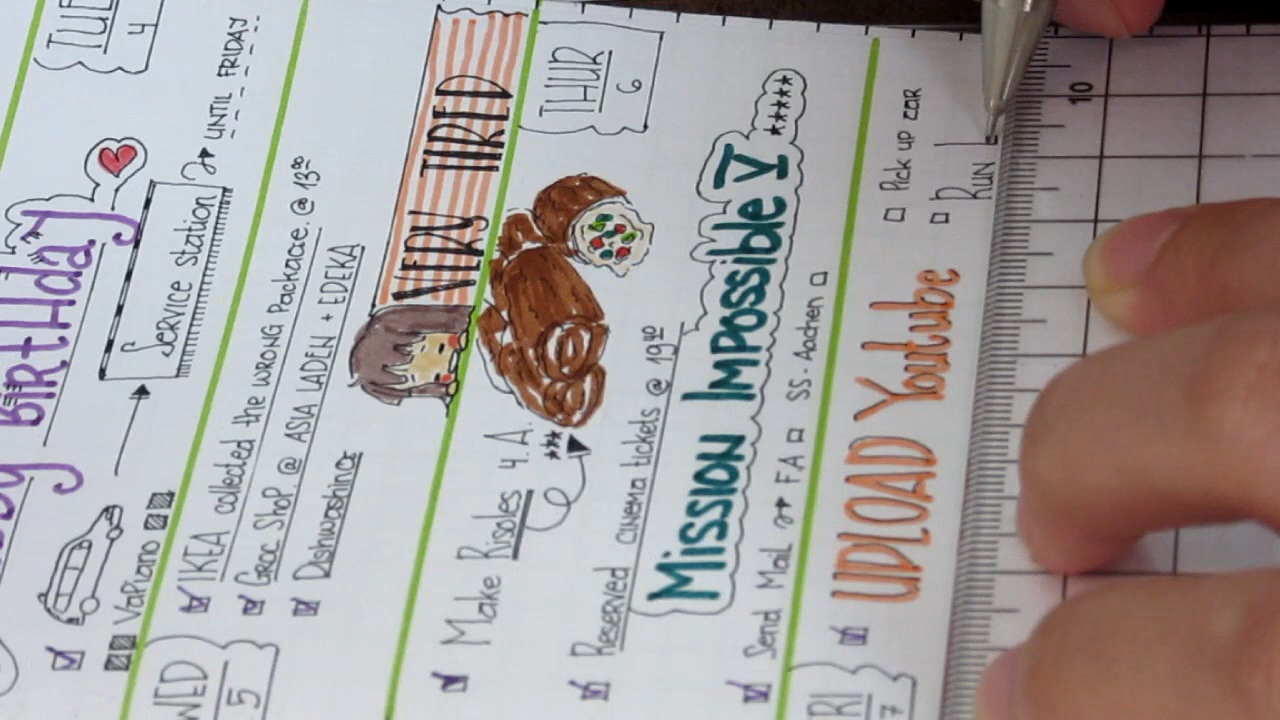 TUE
4
BirtHday
Service station
UNTIL FRIDAY
VaPiano
WED
5
IKEA collected the WRONG Package. @ 13⁰⁰
Groc. Shop. @ ASIA LADEN + EDEKA
Dishwashing
VERY TIRED
THUR
6
Make Risoles 4 A.
Reserved cinema tickets @ 19⁴⁰
Mission Impossible V
Send Mail FA SS-Aachen
FRI
7
UPLOAD Youtube
Pick up car
RUN
10